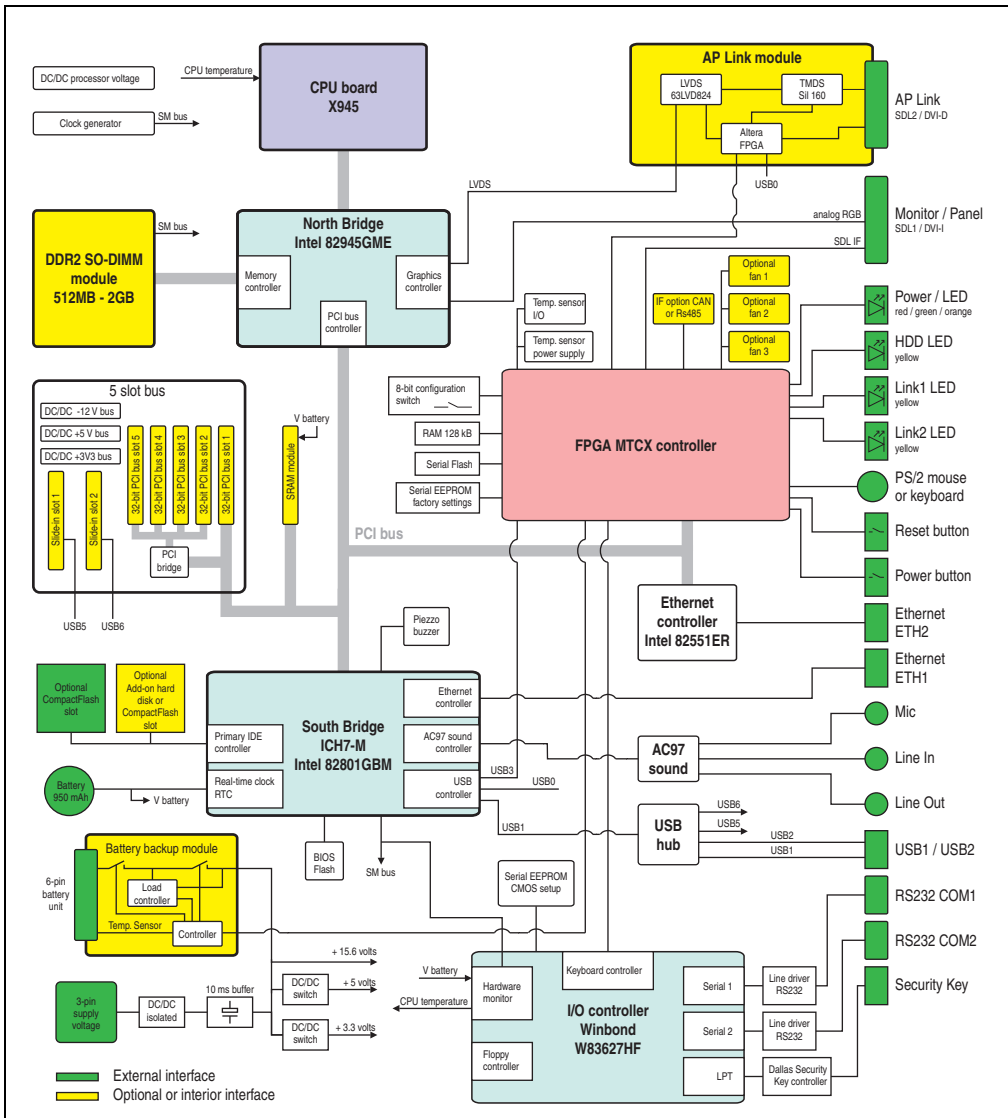 DC/DC processor voltage
CPU temperature
Clock generator
SM bus
CPU board
X945
AP Link module
LVDS
63LVD824
TMDS
Sil 160
Altera
FPGA
USB0
AP Link
SDL2 / DVI-D
LVDS
analog RGB
SDL IF
Monitor / Panel
SDL1 / DVI-I
DDR2 SO-DIMM
module
512MB - 2GB
SM bus
North Bridge
Intel 82945GME
Memory
controller
Graphics
controller
PCI bus
controller
Temp. sensor
I/O
Temp. sensor
power supply
IF option CAN
or Rs485
Optional
fan 1
Optional
fan 2
Optional
fan 3
Power / LED
red / green / orange
HDD LED
yellow
Link1 LED
yellow
Link2 LED
yellow
PS/2 mouse
or keyboard
Reset button
Power button
5 slot bus
DC/DC -12 V bus
DC/DC +5 V bus
DC/DC +3V3 bus
Slide-in slot 1
Slide-in slot 2
32-bit PCI bus slot 5
32-bit PCI bus slot 4
32-bit PCI bus slot 3
32-bit PCI bus slot 2
32-bit PCI bus slot 1
PCI
bridge
USB5
USB6
V battery
SRAM module
8-bit configuration
switch
RAM 128 kB
Serial Flash
Serial EEPROM
factory settings
FPGA MTCX controller
PCI bus
Ethernet
controller
Intel 82551ER
Ethernet
ETH2
Ethernet
ETH1
Piezzo
buzzer
Optional
CompactFlash
slot
Optional
Add-on hard
disk or
CompactFlash
slot
South Bridge
ICH7-M
Intel 82801GBM
Primary IDE
controller
Real-time clock
RTC
Ethernet
controller
AC97 sound
controller
USB
controller
USB3
USB0
USB1
Battery
950 mAh
V battery
AC97
sound
Mic
Line In
Line Out
USB
hub
USB6
USB5
USB2
USB1
USB1 / USB2
BIOS
Flash
SM bus
Battery backup module
6-pin
battery
unit
Load
controller
Temp. Sensor
Controller
Serial EEPROM
CMOS setup
+ 15.6 volts
+ 5 volts
+ 3.3 volts
DC/DC
switch
DC/DC
switch
3-pin
supply
voltage
DC/DC
isolated
10 ms buffer
V battery
CPU temperature
Hardware
monitor
Keyboard controller
I/O controller
Winbond
W83627HF
Floppy
controller
Serial 1
Serial 2
LPT
Line driver
RS232
Line driver
RS232
Dallas Security
Key controller
RS232 COM1
RS232 COM2
Security Key
External interface
Optional or interior interface